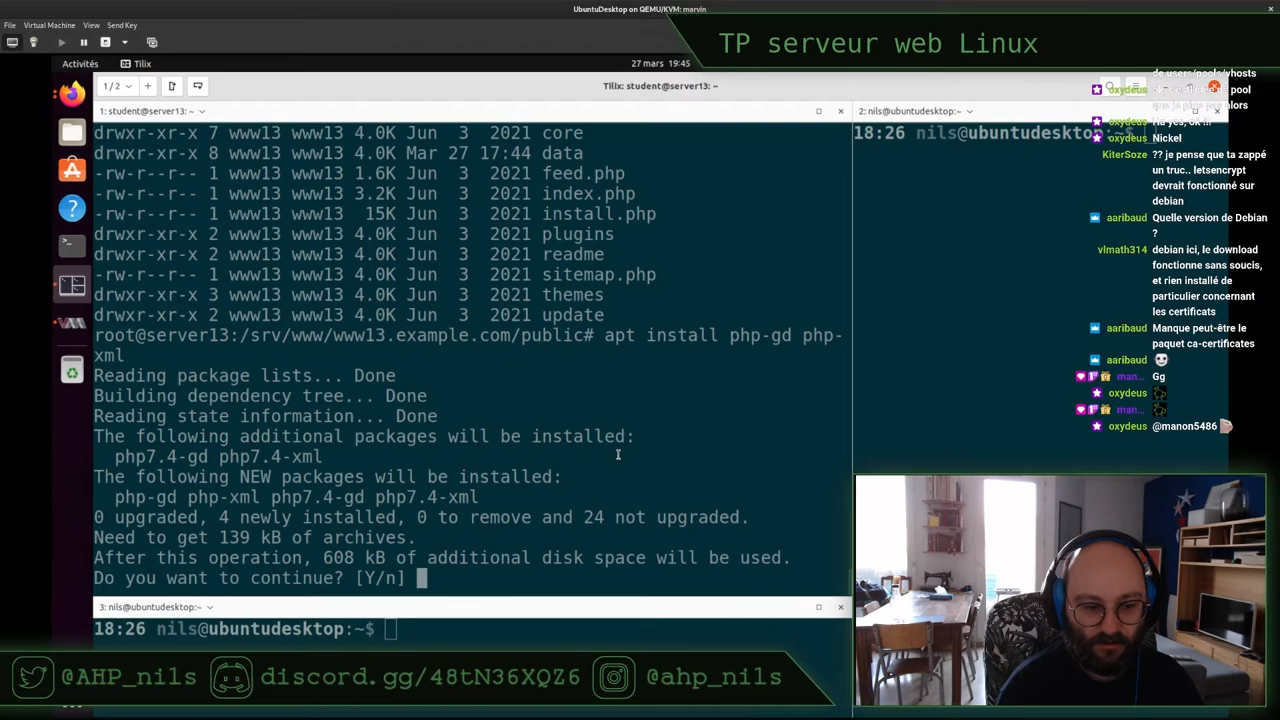 UbuntuDesktop on QEMU/KVM: marvin
File Virtual Machine View Send Key
TP serveur web Linux
Activités Tilix 27 mars 19:45
1 / 2 Tilix: student@server13: ~
1: student@server13: ~
drwxr-xr-x 7 www13 www13 4.0K Jun 3 2021 core
drwxr-xr-x 8 www13 www13 4.0K Mar 27 17:44 data
-rw-r--r-- 1 www13 www13 1.6K Jun 3 2021 feed.php
-rw-r--r-- 1 www13 www13 3.2K Jun 3 2021 index.php
-rw-r--r-- 1 www13 www13 15K Jun 3 2021 install.php
drwxr-xr-x 2 www13 www13 4.0K Jun 3 2021 plugins
drwxr-xr-x 2 www13 www13 4.0K Jun 3 2021 readme
-rw-r--r-- 1 www13 www13 4.0K Jun 3 2021 sitemap.php
drwxr-xr-x 3 www13 www13 4.0K Jun 3 2021 themes
drwxr-xr-x 2 www13 www13 4.0K Jun 3 2021 update
root@server13:/srv/www/www13.example.com/public# apt install php-gd php-
xml
Reading package lists... Done
Building dependency tree... Done
Reading state information... Done
The following additional packages will be installed:
php7.4-gd php7.4-xml
The following NEW packages will be installed:
php-gd php-xml php7.4-gd php7.4-xml
0 upgraded, 4 newly installed, 0 to remove and 24 not upgraded.
Need to get 139 kB of archives.
After this operation, 608 kB of additional disk space will be used.
Do you want to continue? [Y/n]
2: nils@ubuntudesktop: ~
18:26 nils@ubuntudesktop:~$
3: nils@ubuntudesktop: ~
18:26 nils@ubuntudesktop:~$
de users/pools/vhosts
oxydeus
oxydeus
oxydeus Nickel
KiterSoze ?? je pense que ta zappé
un truc.. letsencrypt
devrait fonctionné sur
debian
aaribaud Quelle version de Debian
?
vlmath314 debian ici, le download
fonctionne sans soucis,
et rien installé de
particulier concernant
les certificats
aaribaud Manque peut-être le
paquet ca-certificates
aaribaud
man... Gg
oxydeus
man...
oxydeus @manon5486
@AHP_nils discord.gg/48tN36XQZ6 @ahp_nils